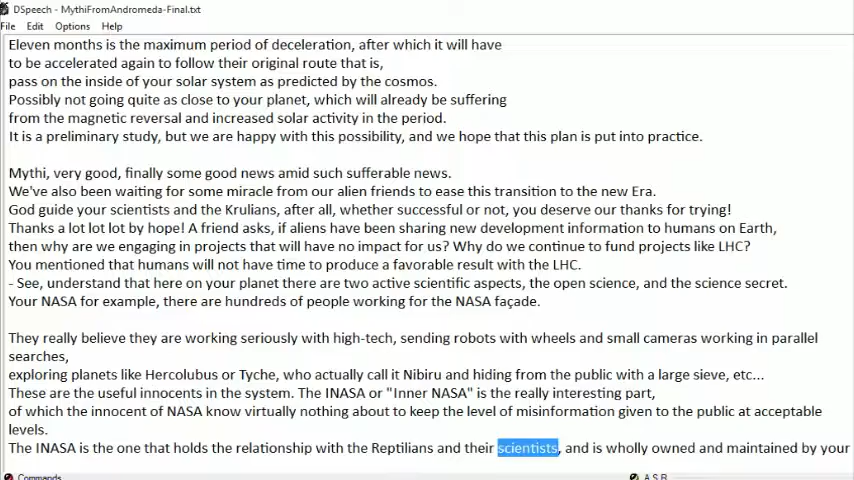 DSpeech - MythiFromAndromeda-Final.txt
File Edit Options Help
Eleven months is the maximum period of deceleration, after which it will have
to be accelerated again to follow their original route that is,
pass on the inside of your solar system as predicted by the cosmos.
Possibly not going quite as close to your planet, which will already be suffering
from the magnetic reversal and increased solar activity in the period.
It is a preliminary study, but we are happy with this possibility, and we hope that this plan is put into practice.
Mythi, very good, finally some good news amid such sufferable news.
We've also been waiting for some miracle from our alien friends to ease this transition to the new Era.
God guide your scientists and the Krulians, after all, whether successful or not, you deserve our thanks for trying!
Thanks a lot lot lot by hope! A friend asks, if aliens have been sharing new development information to humans on Earth,
then why are we engaging in projects that will have no impact for us? Why do we continue to fund projects like LHC?
You mentioned that humans will not have time to produce a favorable result with the LHC.
- See, understand that here on your planet there are two active scientific aspects, the open science, and the science secret.
Your NASA for example, there are hundreds of people working for the NASA façade.
They really believe they are working seriously with high-tech, sending robots with wheels and small cameras working in parallel
searches,
exploring planets like Hercolubus or Tyche, who actually call it Nibiru and hiding from the public with a large sieve, etc...
These are the useful innocents in the system. The INASA or "Inner NASA" is the really interesting part,
of which the innocent of NASA know virtually nothing about to keep the level of misinformation given to the public at acceptable
levels.
The INASA is the one that holds the relationship with the Reptilians and their scientists, and is wholly owned and maintained by your
Commands A.S.R.